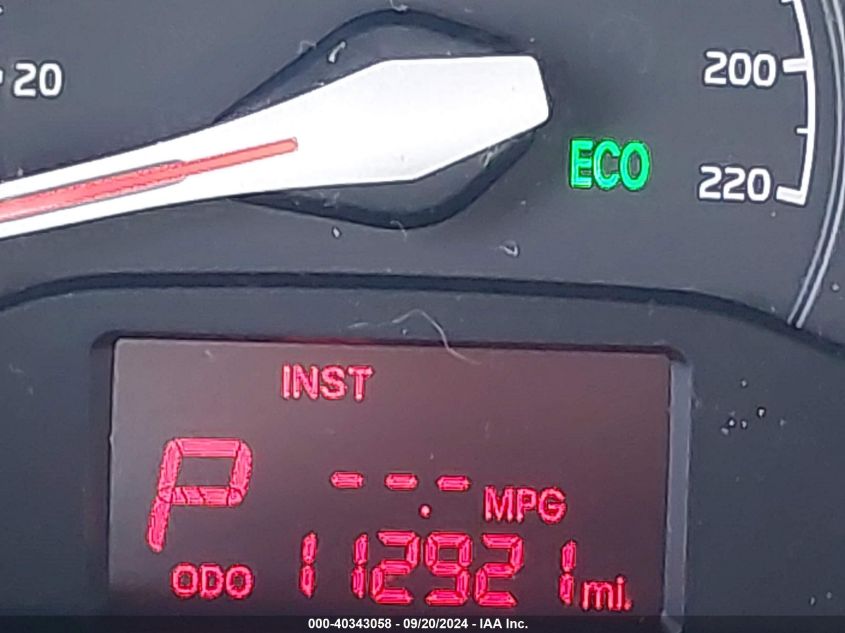 20
200
ECO
220
INST
P
--.- MPG
ODO 112921 mi.
000-40343058 - 09/20/2024 - IAA Inc.